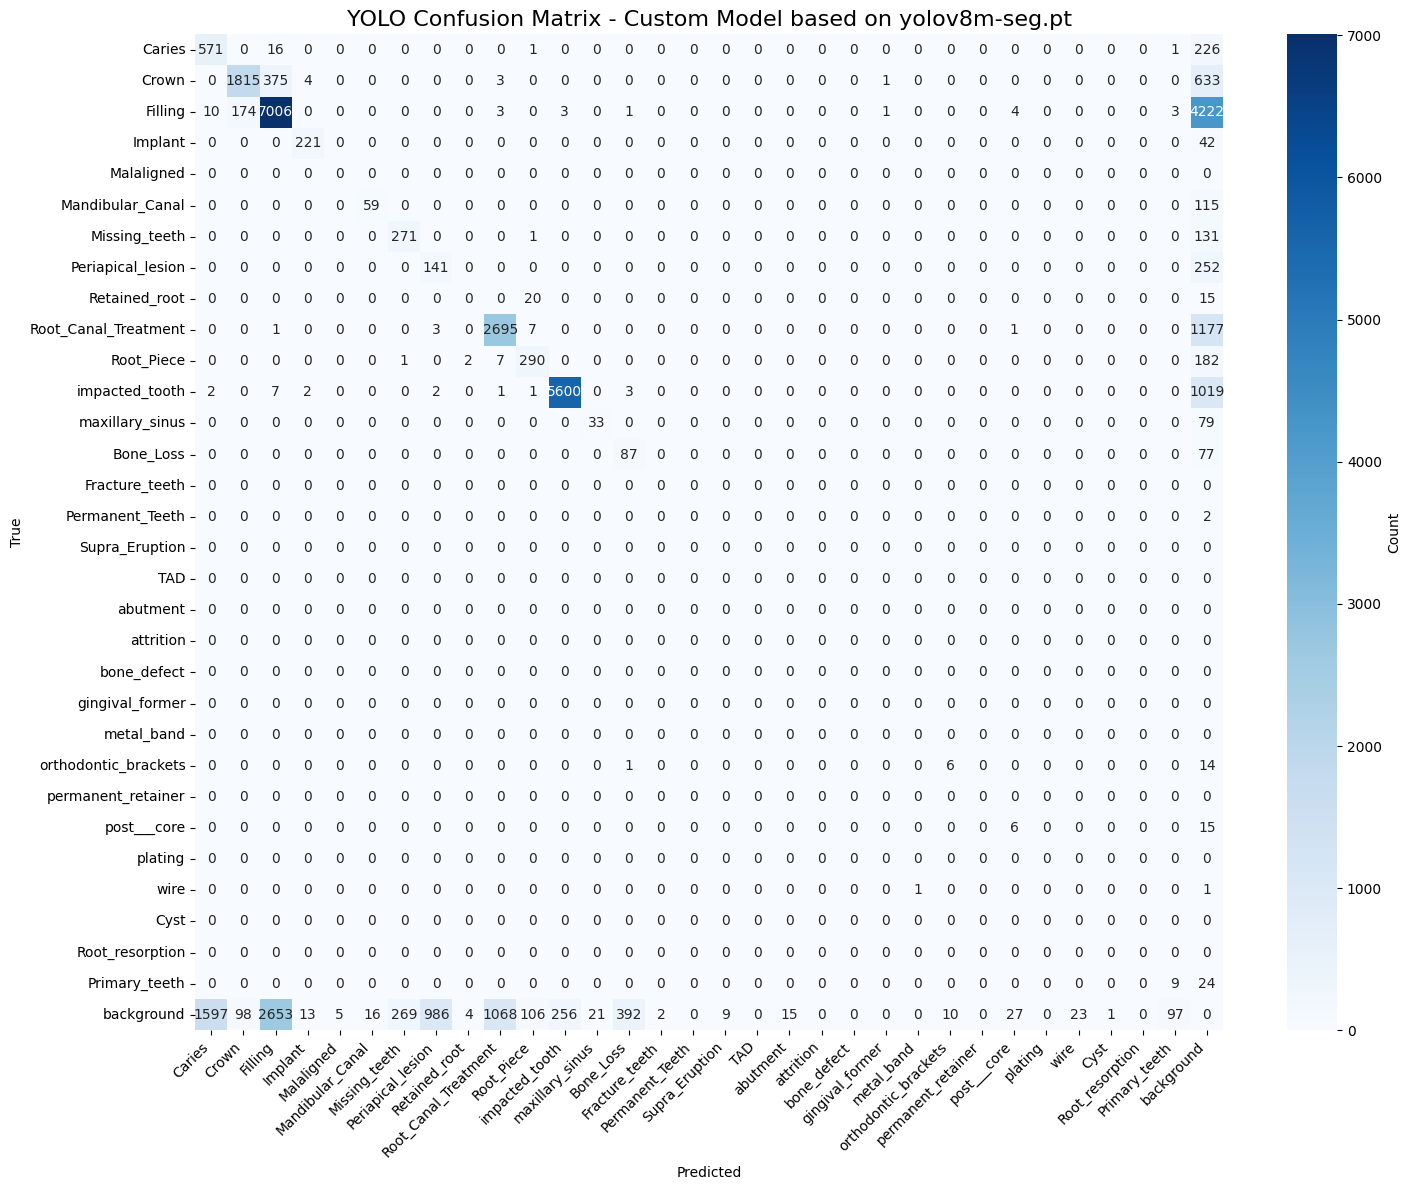 YOLO Confusion Matrix - Custom Model based on yolov8m-seg.pt
Caries 571 0 16 0 0 0 0 0 0 0 1 0 0 0 0 0 0 0 0 0 0 0 0 0 0 0 0 0 0 0 1 226
Crown 0 1815 375 4 0 0 0 0 0 3 0 0 0 0 0 0 0 0 0 0 0 1 0 0 0 0 0 0 0 0 0 633
Filling 10 174 7006 0 0 0 0 0 0 3 0 3 0 1 0 0 0 0 0 0 0 1 0 0 0 4 0 0 0 0 3 4222
Implant 0 0 0 221 0 0 0 0 0 0 0 0 0 0 0 0 0 0 0 0 0 0 0 0 0 0 0 0 0 0 0 42
Malaligned 0 0 0 0 0 0 0 0 0 0 0 0 0 0 0 0 0 0 0 0 0 0 0 0 0 0 0 0 0 0 0 0
Mandibular_Canal 0 0 0 0 0 59 0 0 0 0 0 0 0 0 0 0 0 0 0 0 0 0 0 0 0 0 0 0 0 0 0 115
Missing_teeth 0 0 0 0 0 0 271 0 0 0 1 0 0 0 0 0 0 0 0 0 0 0 0 0 0 0 0 0 0 0 0 131
Periapical_lesion 0 0 0 0 0 0 0 141 0 0 0 0 0 0 0 0 0 0 0 0 0 0 0 0 0 0 0 0 0 0 0 252
Retained_root 0 0 0 0 0 0 0 0 0 0 20 0 0 0 0 0 0 0 0 0 0 0 0 0 0 0 0 0 0 0 0 15
Root_Canal_Treatment 0 0 1 0 0 0 0 3 0 2695 7 0 0 0 0 0 0 0 0 0 0 0 0 0 0 1 0 0 0 0 0 1177
Root_Piece 0 0 0 0 0 0 1 0 2 7 290 0 0 0 0 0 0 0 0 0 0 0 0 0 0 0 0 0 0 0 0 182
impacted_tooth 2 0 7 2 0 0 0 2 0 1 1 5600 0 3 0 0 0 0 0 0 0 0 0 0 0 0 0 0 0 0 0 1019
maxillary_sinus 0 0 0 0 0 0 0 0 0 0 0 0 33 0 0 0 0 0 0 0 0 0 0 0 0 0 0 0 0 0 0 79
Bone_Loss 0 0 0 0 0 0 0 0 0 0 0 0 0 87 0 0 0 0 0 0 0 0 0 0 0 0 0 0 0 0 0 77
Fracture_teeth 0 0 0 0 0 0 0 0 0 0 0 0 0 0 0 0 0 0 0 0 0 0 0 0 0 0 0 0 0 0 0 0
Permanent_Teeth 0 0 0 0 0 0 0 0 0 0 0 0 0 0 0 0 0 0 0 0 0 0 0 0 0 0 0 0 0 0 0 2
Supra_Eruption 0 0 0 0 0 0 0 0 0 0 0 0 0 0 0 0 0 0 0 0 0 0 0 0 0 0 0 0 0 0 0 0
TAD 0 0 0 0 0 0 0 0 0 0 0 0 0 0 0 0 0 0 0 0 0 0 0 0 0 0 0 0 0 0 0 0
abutment 0 0 0 0 0 0 0 0 0 0 0 0 0 0 0 0 0 0 0 0 0 0 0 0 0 0 0 0 0 0 0 0
attrition 0 0 0 0 0 0 0 0 0 0 0 0 0 0 0 0 0 0 0 0 0 0 0 0 0 0 0 0 0 0 0 0
bone_defect 0 0 0 0 0 0 0 0 0 0 0 0 0 0 0 0 0 0 0 0 0 0 0 0 0 0 0 0 0 0 0 0
gingival_former 0 0 0 0 0 0 0 0 0 0 0 0 0 0 0 0 0 0 0 0 0 0 0 0 0 0 0 0 0 0 0 0
metal_band 0 0 0 0 0 0 0 0 0 0 0 0 0 0 0 0 0 0 0 0 0 0 0 0 0 0 0 0 0 0 0 0
orthodontic_brackets 0 0 0 0 0 0 0 0 0 0 0 0 0 1 0 0 0 0 0 0 0 0 0 6 0 0 0 0 0 0 0 14
permanent_retainer 0 0 0 0 0 0 0 0 0 0 0 0 0 0 0 0 0 0 0 0 0 0 0 0 0 0 0 0 0 0 0 0
post___core 0 0 0 0 0 0 0 0 0 0 0 0 0 0 0 0 0 0 0 0 0 0 0 0 0 6 0 0 0 0 0 15
plating 0 0 0 0 0 0 0 0 0 0 0 0 0 0 0 0 0 0 0 0 0 0 0 0 0 0 0 0 0 0 0 0
wire 0 0 0 0 0 0 0 0 0 0 0 0 0 0 0 0 0 0 0 0 0 0 1 0 0 0 0 0 0 0 0 1
Cyst 0 0 0 0 0 0 0 0 0 0 0 0 0 0 0 0 0 0 0 0 0 0 0 0 0 0 0 0 0 0 0 0
Root_resorption 0 0 0 0 0 0 0 0 0 0 0 0 0 0 0 0 0 0 0 0 0 0 0 0 0 0 0 0 0 0 0 0
Primary_teeth 0 0 0 0 0 0 0 0 0 0 0 0 0 0 0 0 0 0 0 0 0 0 0 0 0 0 0 0 0 0 9 24
background 1597 98 2653 13 5 16 269 986 4 1068 106 256 21 392 2 0 9 0 15 0 0 0 0 10 0 27 0 23 1 0 97 0
True
Caries
Crown
Filling
Implant
Malaligned
Mandibular_Canal
Missing_teeth
Periapical_lesion
Retained_root
Root_Canal_Treatment
Root_Piece
impacted_tooth
maxillary_sinus
Bone_Loss
Fracture_teeth
Permanent_Teeth
Supra_Eruption
TAD
abutment
attrition
bone_defect
gingival_former
metal_band
orthodontic_brackets
permanent_retainer
post___core
plating
wire
Cyst
Root_resorption
Primary_teeth
background
Predicted
7000
6000
5000
4000
3000
2000
1000
0
Count